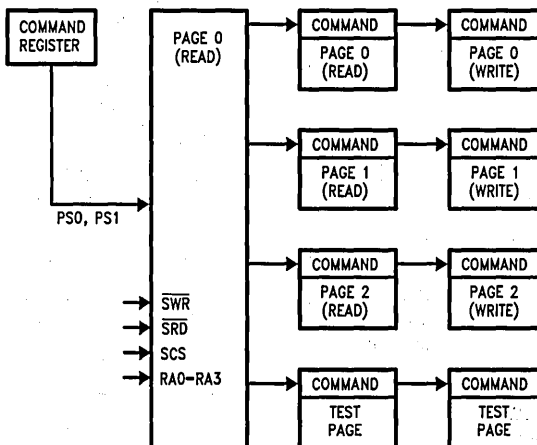 COMMAND
REGISTER
PS0, PS1
PAGE 0
(READ)
SWR
SRD
SCS
RA0-RA3
COMMAND
PAGE 0
(READ)
COMMAND
PAGE 0
(WRITE)
COMMAND
PAGE 1
(READ)
COMMAND
PAGE 1
(WRITE)
COMMAND
PAGE 2
(READ)
COMMAND
PAGE 2
(WRITE)
COMMAND
TEST
PAGE
COMMAND
TEST
PAGE